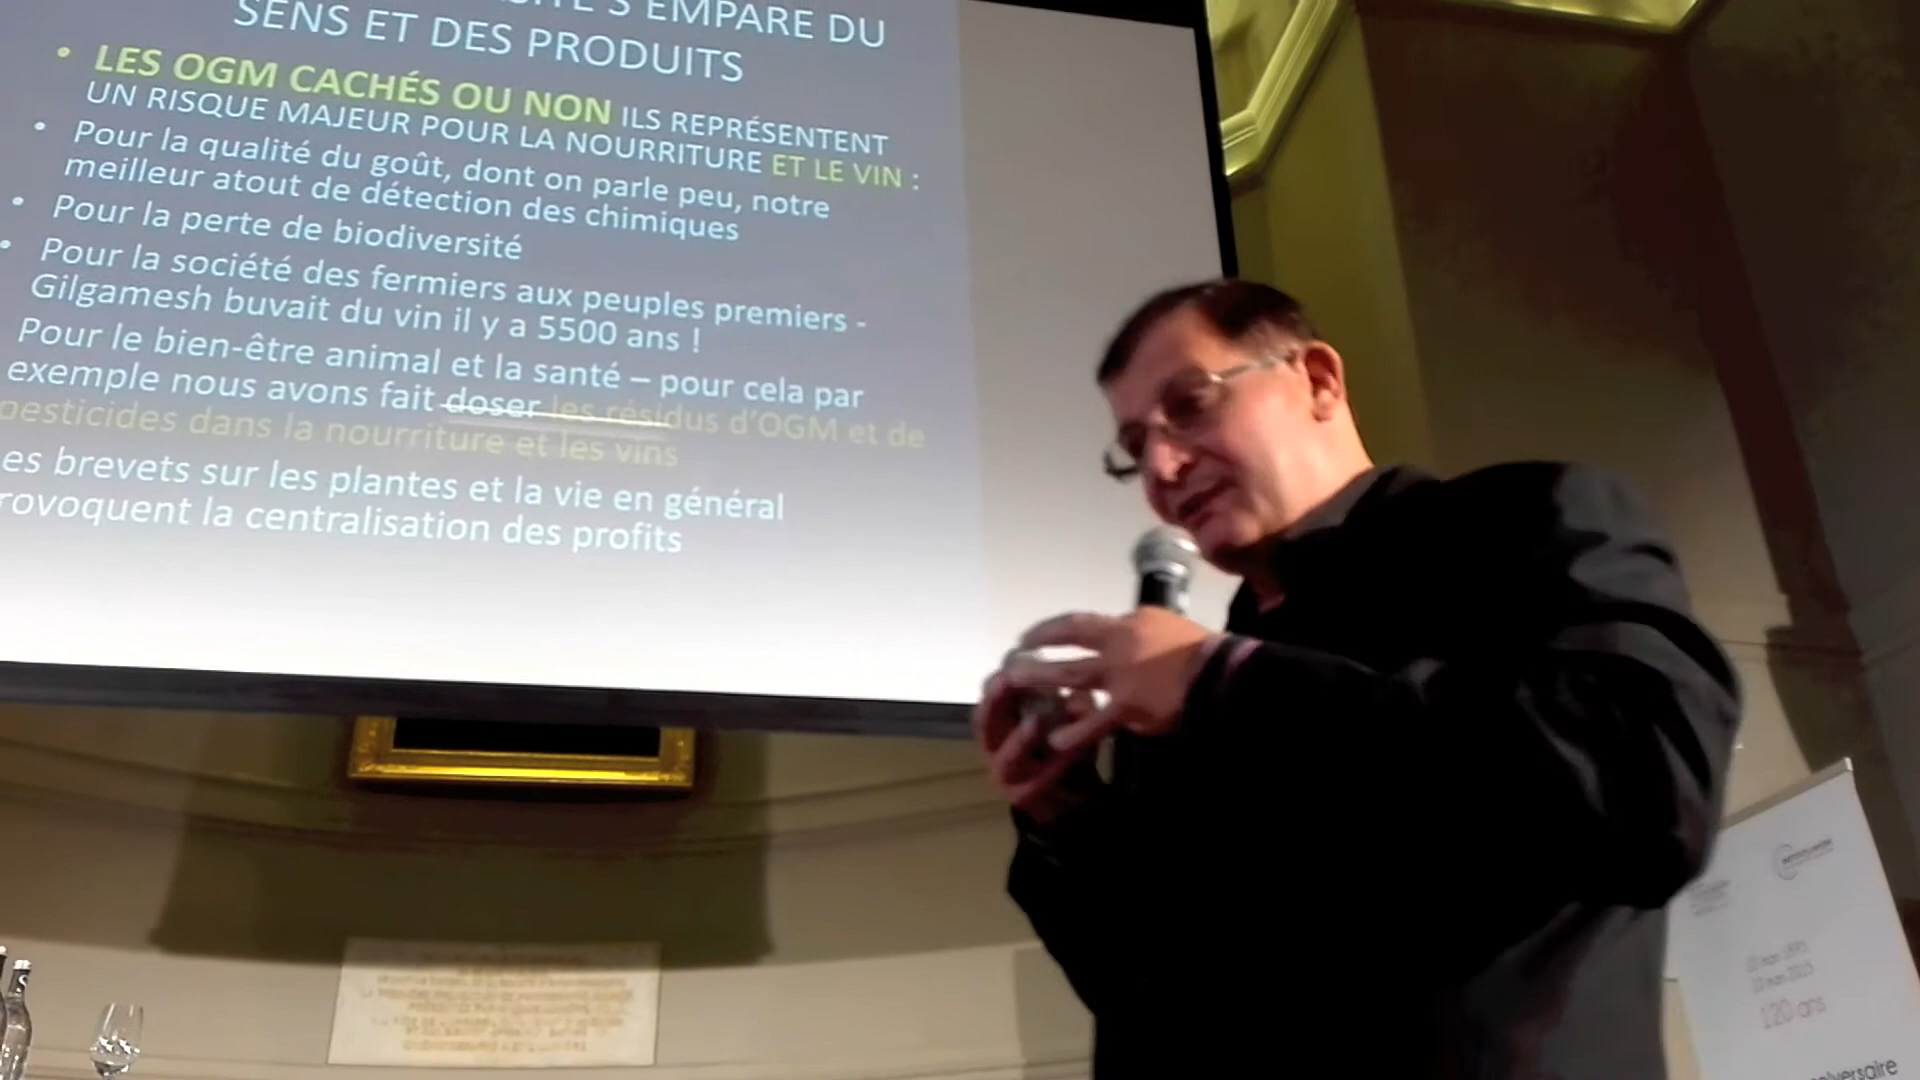 S'EMPARE DU
SENS ET DES PRODUITS
• LES OGM CACHÉS OU NON ILS REPRÉSENTENT
UN RISQUE MAJEUR POUR LA NOURRITURE ET LE VIN :
• Pour la qualité du goût, dont on parle peu, notre
meilleur atout de détection des chimiques
• Pour la perte de biodiversité
• Pour la société des fermiers aux peuples premiers -
Gilgamesh buvait du vin il y a 5500 ans !
Pour le bien-être animal et la santé – pour cela par
exemple nous avons fait doser les résidus d'OGM et de
pesticides dans la nourriture et les vins
es brevets sur les plantes et la vie en général
rovoquent la centralisation des profits
120 ans